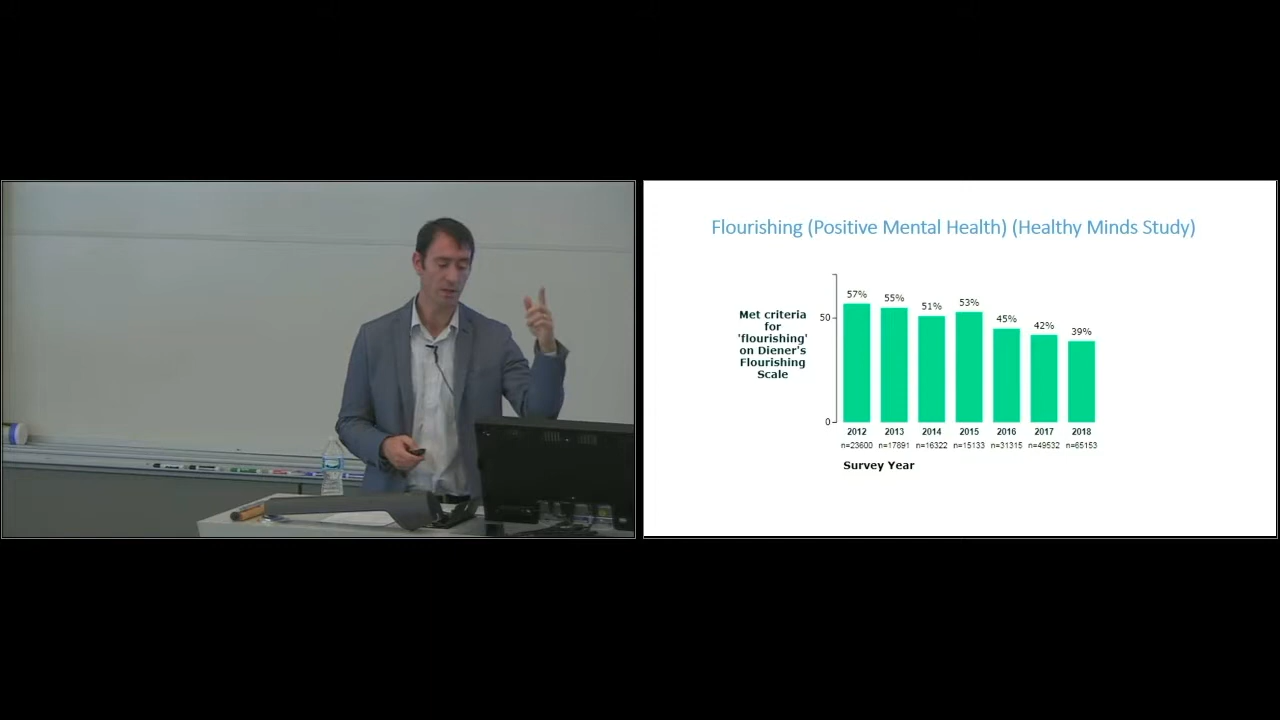 Flourishing (Positive Mental Health) (Healthy Minds Study)
Met criteria
for
'flourishing'
on Diener's
Flourishing
Scale
50
0
57%
55%
51%
53%
45%
42%
39%
2012 2013 2014 2015 2016 2017 2018
n=23600 n=17891 n=16322 n=15133 n=31315 n=49532 n=65153
Survey Year